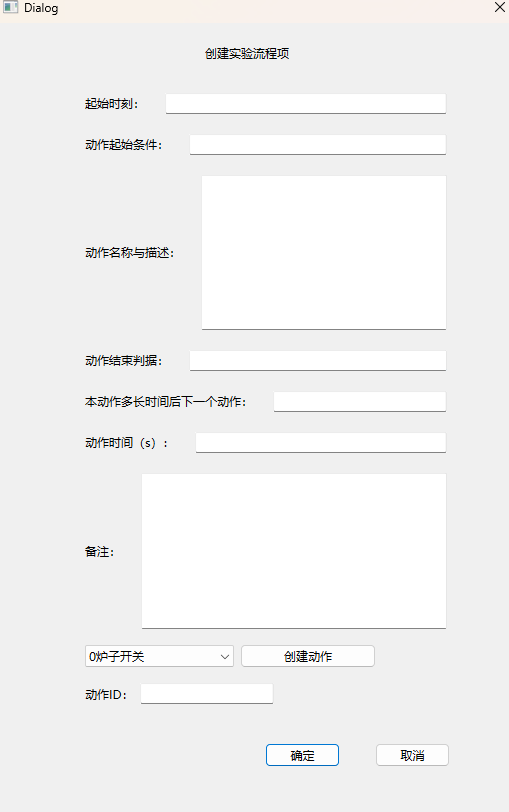 Dialog
创建实验流程项
起始时刻：
动作起始条件：
动作名称与描述：
动作结束判据：
本动作多长时间后下一个动作：
动作时间（s）：
备注：
0炉子开关 创建动作
动作ID：
确定 取消